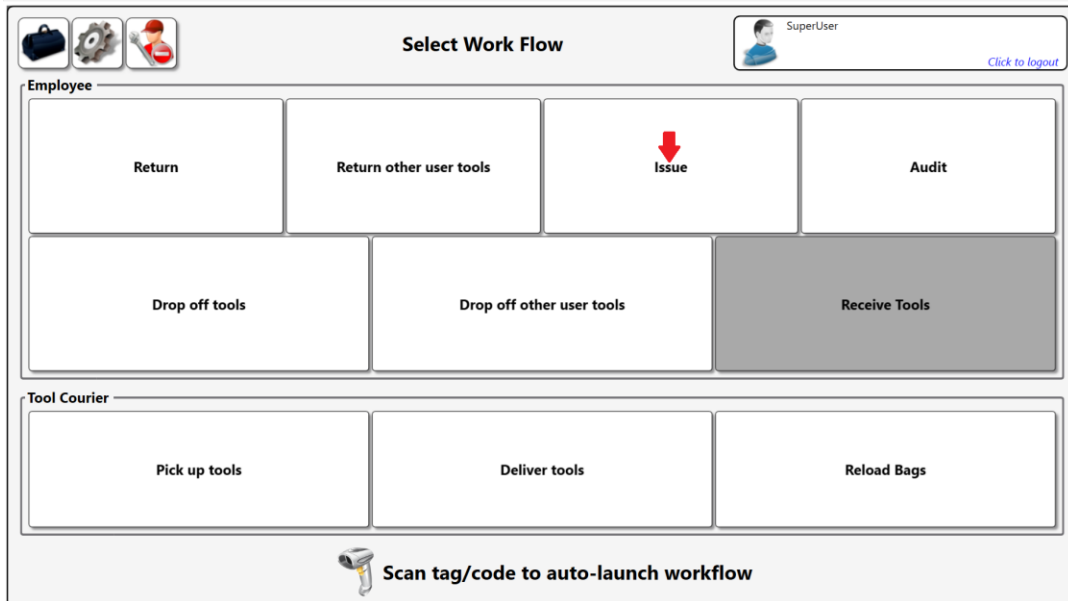 Select Work Flow
SuperUser
Click to logout
Employee
Return
Return other user tools
Issue
Audit
Drop off tools
Drop off other user tools
Receive Tools
Tool Courier
Pick up tools
Deliver tools
Reload Bags
Scan tag/code to auto-launch workflow